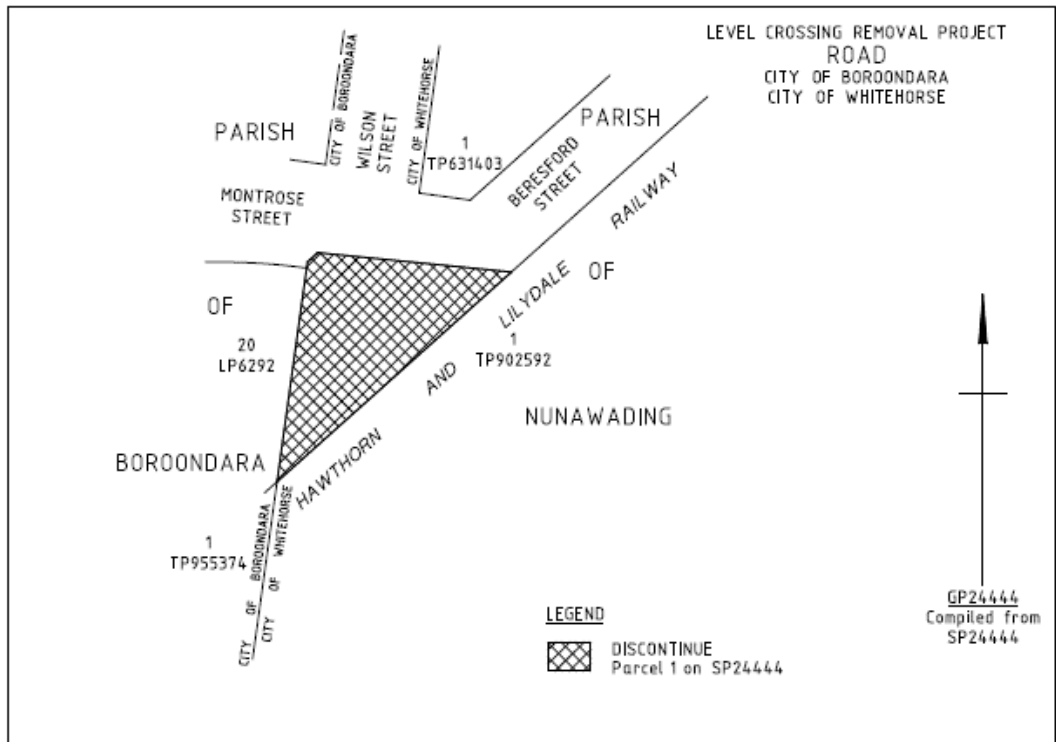 LEVEL CROSSING REMOVAL PROJECT
ROAD
CITY OF BOROONDARA
CITY OF WHITEHORSE
PARISH
CITY OF BOROONDARA
WILSON
STREET
CITY OF WHITEHORSE
1
TP631403
PARISH
BERESFORD
STREET
MONTROSE
STREET
RAILWAY
OF
LILYDALE
OF
20
LP6292
1
TP902592
AND
NUNAWADING
HAWTHORN
BOROONDARA
1
TP955374
CITY OF BOROONDARA
CITY OF WHITEHORSE
LEGEND
DISCONTINUE
Parcel 1 on SP24444
GP24444
Compiled from
SP24444